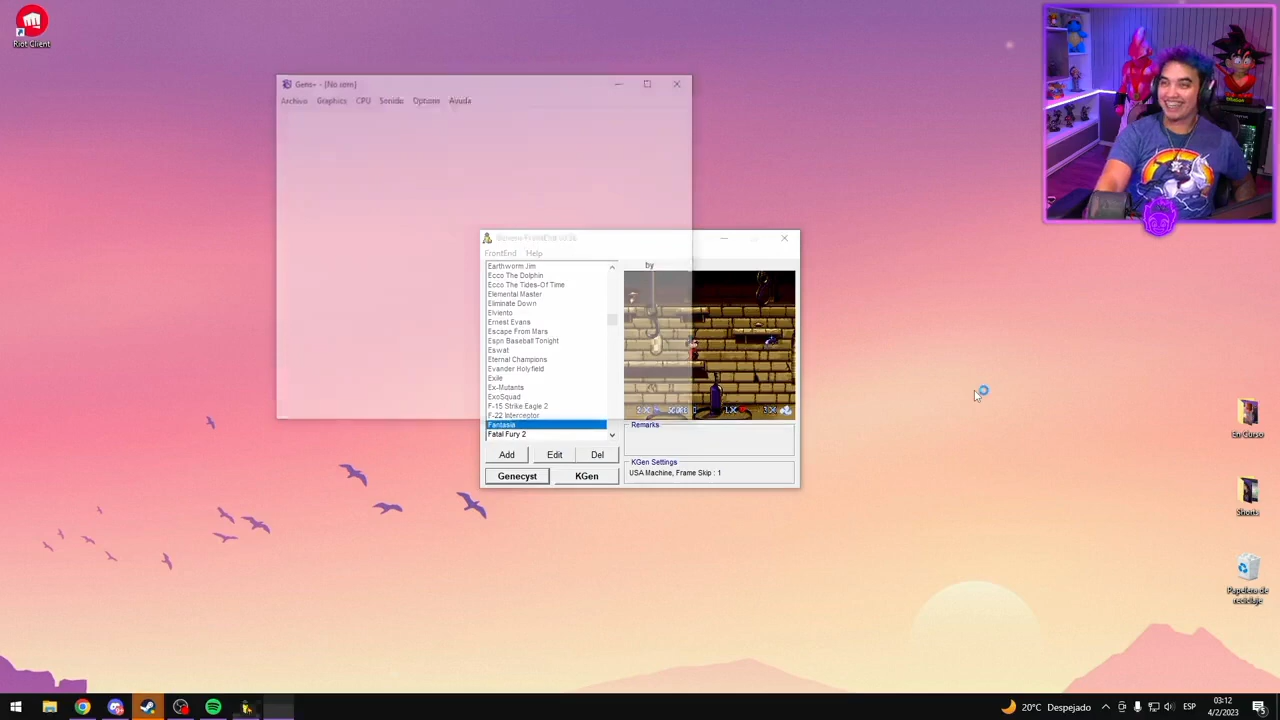 Riot Client
Gens+ - [No rom]
Archivo Graphics CPU Sonido Options Ayuda
FrontEnd Help
by
Earthworm Jim
Ecco The Dolphin
Ecco The Tides-Of Time
Elemental Master
Eliminate Down
Elviento
Ernest Evans
Escape From Mars
Espn Baseball Tonight
Eswat
Eternal Champions
Evander Holyfield
Exile
Ex-Mutants
ExoSquad
F-15 Strike Eagle 2
F-22 Interceptor
Fantasia
Fatal Fury 2
SCORE
Remarks
Add Edit Del
KGen Settings
USA Machine, Frame Skip : 1
Genecyst KGen
En Curso
Shorts
Papelera de
reciclaje
20°C Despejado
ESP
03:12
4/2/2023
5